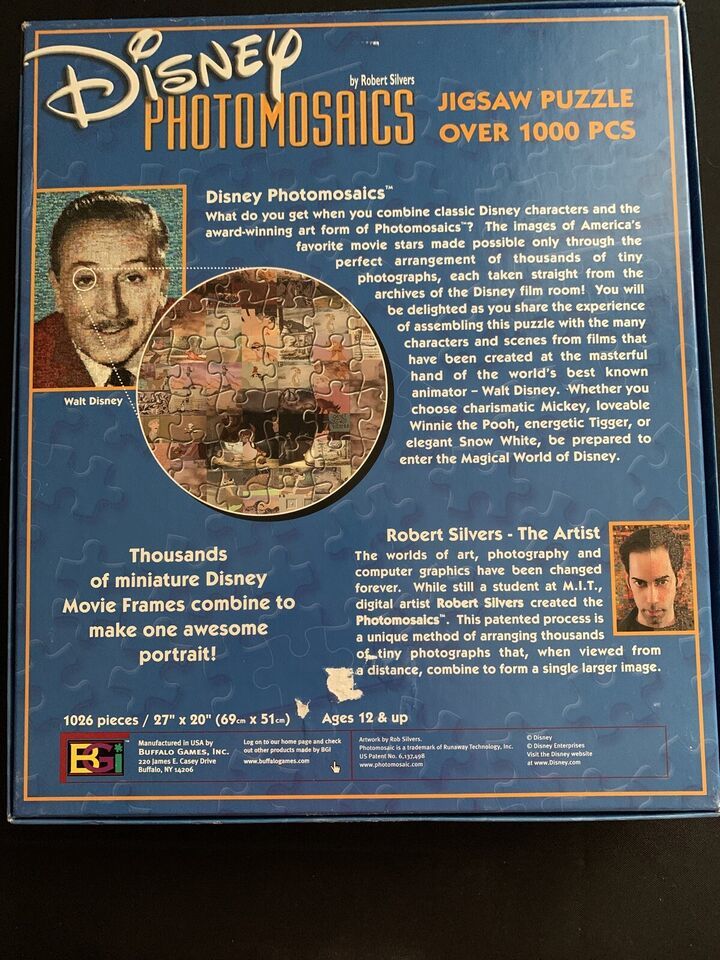 DISNEY
by Robert Silvers
PHOTOMOSAICS
JIGSAW PUZZLE
OVER 1000 PCS
Disney Photomosaics™
What do you get when you combine classic Disney characters and the
award-winning art form of Photomosaics™? The images of America's
favorite movie stars made possible only through the
perfect arrangement of thousands of tiny
photographs, each taken straight from the
archives of the Disney film room! You will
be delighted as you share the experience
of assembling this puzzle with the many
characters and scenes from films that
have been created at the masterful
hand of the world's best known
animator – Walt Disney. Whether you
choose charismatic Mickey, loveable
Winnie the Pooh, energetic Tigger, or
elegant Snow White, be prepared to
enter the Magical World of Disney.
Walt Disney
Thousands
of miniature Disney
Movie Frames combine to
make one awesome
portrait!
Robert Silvers - The Artist
The worlds of art, photography and
computer graphics have been changed
forever. While still a student at M.I.T.,
digital artist Robert Silvers created the
Photomosaics™. This patented process is
a unique method of arranging thousands
of tiny photographs that, when viewed from
a distance, combine to form a single larger image.
1026 pieces / 27" x 20" (69cm x 51cm) Ages 12 & up
BGi
Manufactured in USA by
BUFFALO GAMES, INC.
220 James E. Casey Drive
Buffalo, NY 14206
Log on to our home page and check
out other products made by BGI
www.buffalogames.com
Artwork by Rob Silvers.
Photomosaic is a trademark of Runaway Technology, Inc.
US Patent No. 6,137,498
www.photomosaic.com
© Disney
© Disney Enterprises
Visit the Disney website
at www.Disney.com